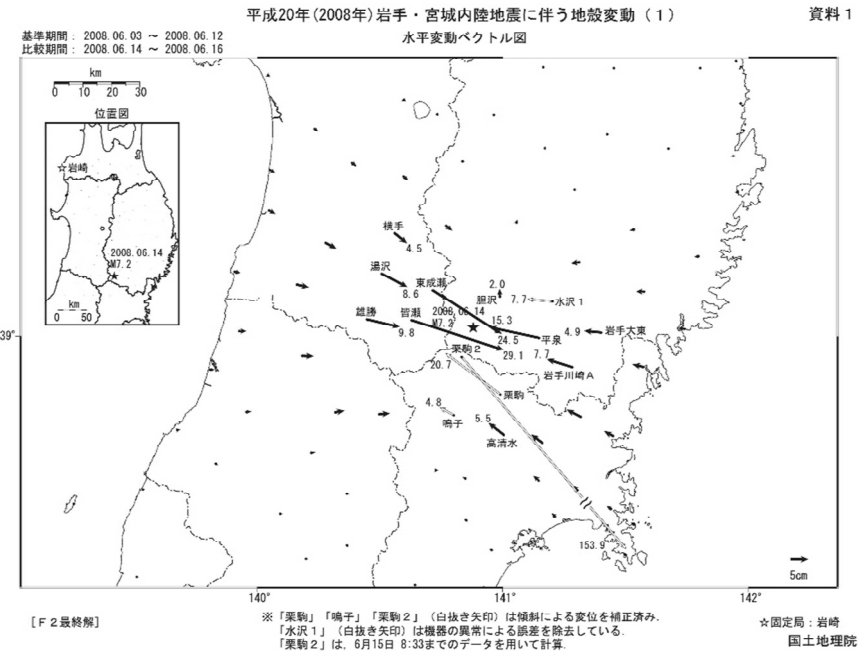 平成20年(2008年)岩手・宮城内陸地震に伴う地殻変動（１） 資料１
基準期間： 2008.06.03 ～ 2008.06.12
比較期間： 2008.06.14 ～ 2008.06.16
水平変動ベクトル図
km
0 10 20 30
位置図
☆岩崎
2008.06.14
M7.2
km
0 50
横手
4.5
湯沢
8.6
東成瀬
2.0
胆沢
7.7
水沢１
雄勝
9.8
皆瀬
2008.06.14
M7.2
15.3
24.5
平泉
4.9
岩手大東
39°
29.1
7.7
岩手川崎Ａ
栗駒２
20.7
栗駒
4.8
鳴子
5.5
高清水
153.9
5cm
140° 141° 142°
［Ｆ２最終解］
※「栗駒」「鳴子」「栗駒２」（白抜き矢印）は傾斜による変位を補正済み.
「水沢１」（白抜き矢印）は機器の異常による誤差を除去している.
「栗駒２」は, 6月15日 8:33までのデータを用いて計算.
☆固定局：岩崎
国土地理院